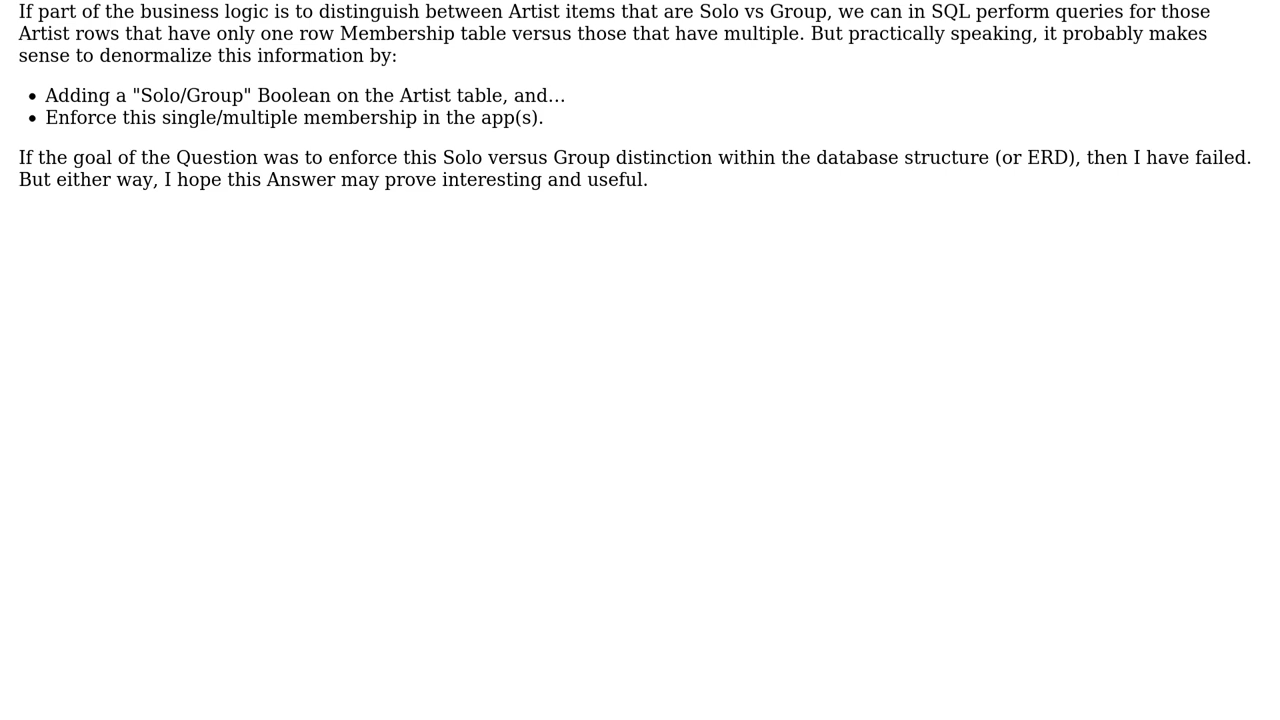 If part of the business logic is to distinguish between Artist items that are Solo vs Group, we can in SQL perform queries for those
Artist rows that have only one row Membership table versus those that have multiple. But practically speaking, it probably makes
sense to denormalize this information by:
• Adding a "Solo/Group" Boolean on the Artist table, and…
• Enforce this single/multiple membership in the app(s).
If the goal of the Question was to enforce this Solo versus Group distinction within the database structure (or ERD), then I have failed.
But either way, I hope this Answer may prove interesting and useful.